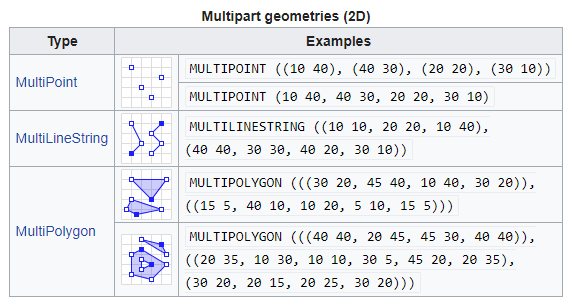 Multipart geometries (2D)
Type Examples
MultiPoint
MULTIPOINT ((10 40), (40 30), (20 20), (30 10))
MULTIPOINT (10 40, 40 30, 20 20, 30 10)
MultiLineString
MULTILINESTRING ((10 10, 20 20, 10 40),
(40 40, 30 30, 40 20, 30 10))
MultiPolygon
MULTIPOLYGON (((30 20, 45 40, 10 40, 30 20)),
((15 5, 40 10, 10 20, 5 10, 15 5)))
MULTIPOLYGON (((40 40, 20 45, 45 30, 40 40)),
((20 35, 10 30, 10 10, 30 5, 45 20, 20 35),
(30 20, 20 15, 20 25, 30 20)))